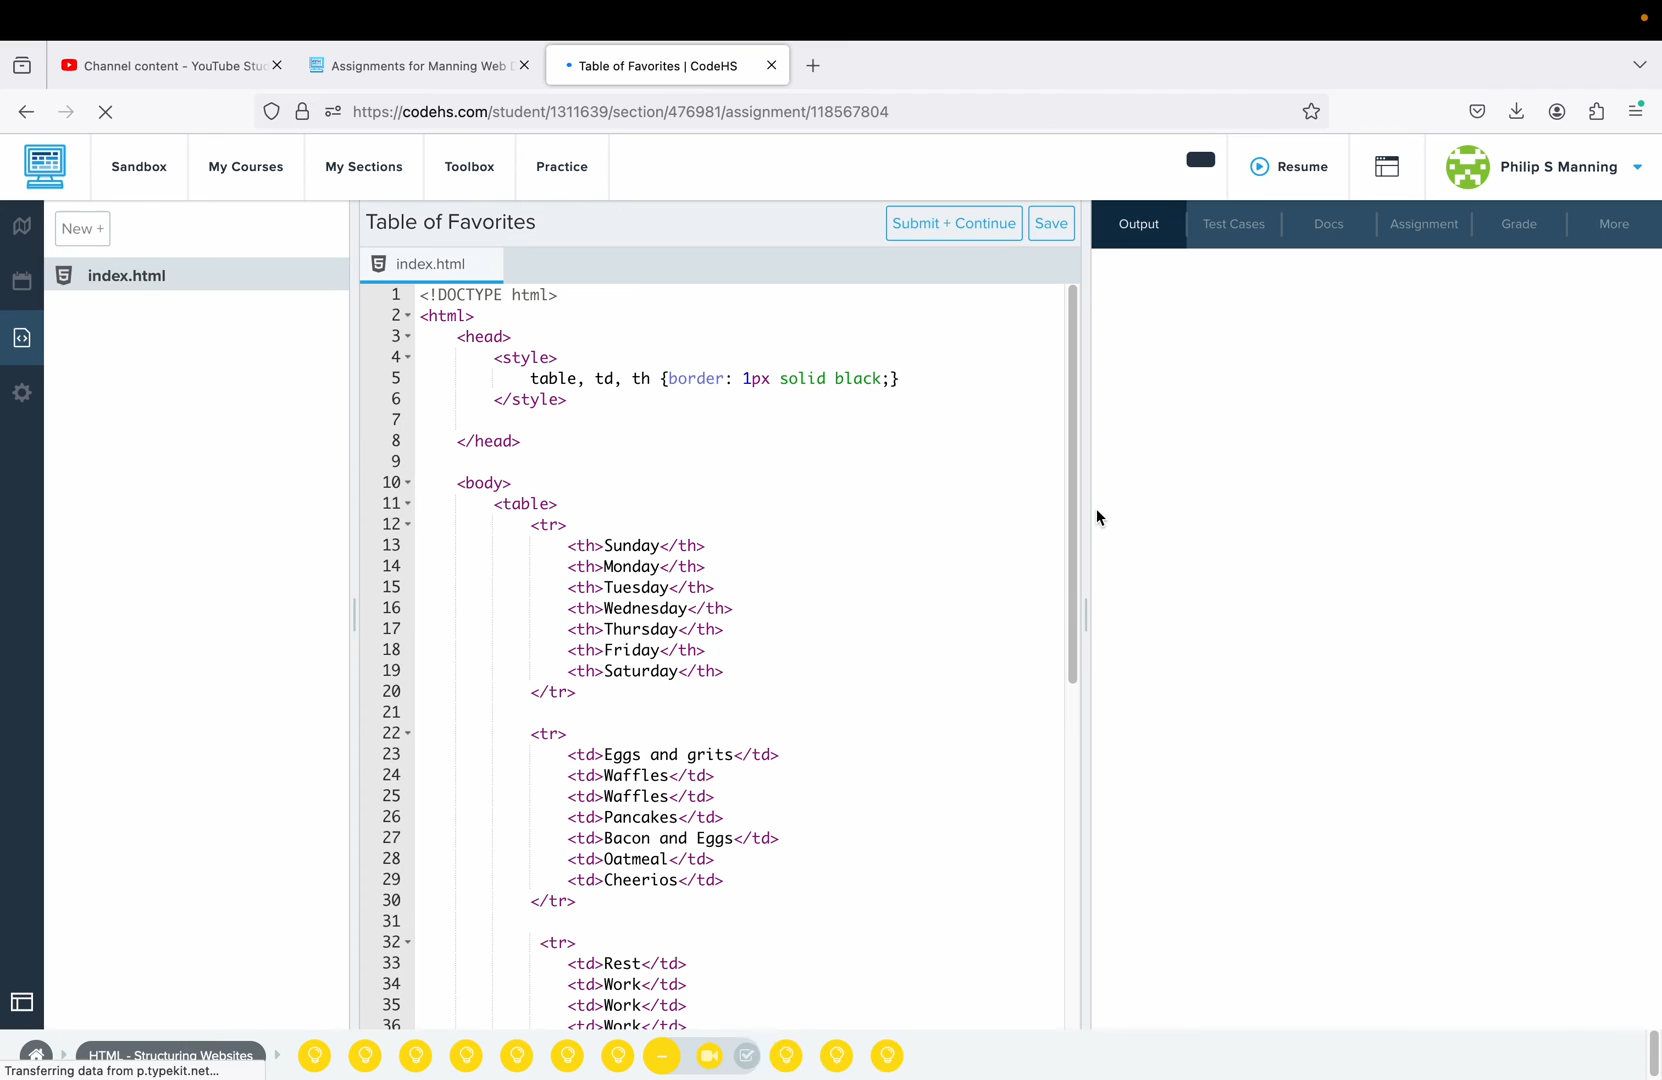 Channel content - YouTube Stu
Assignments for Manning Web
Table of Favorites | CodeHS
https://codehs.com/student/1311639/section/476981/assignment/118567804
Sandbox
My Courses
My Sections
Toolbox
Practice
Resume
Philip S Manning
New +
index.html
Table of Favorites
Submit + Continue
Save
Output
Test Cases
Docs
Assignment
Grade
More
index.html
1 <!DOCTYPE html>
2 <html>
3 <head>
4 <style>
5 table, td, th {border: 1px solid black;}
6 </style>
7
8 </head>
9
10 <body>
11 <table>
12 <tr>
13 <th>Sunday</th>
14 <th>Monday</th>
15 <th>Tuesday</th>
16 <th>Wednesday</th>
17 <th>Thursday</th>
18 <th>Friday</th>
19 <th>Saturday</th>
20 </tr>
21
22 <tr>
23 <td>Eggs and grits</td>
24 <td>Waffles</td>
25 <td>Waffles</td>
26 <td>Pancakes</td>
27 <td>Bacon and Eggs</td>
28 <td>Oatmeal</td>
29 <td>Cheerios</td>
30 </tr>
31
32 <tr>
33 <td>Rest</td>
34 <td>Work</td>
35 <td>Work</td>
36 <td>Work</td>
HTML - Structuring Websites
Transferring data from p.typekit.net...